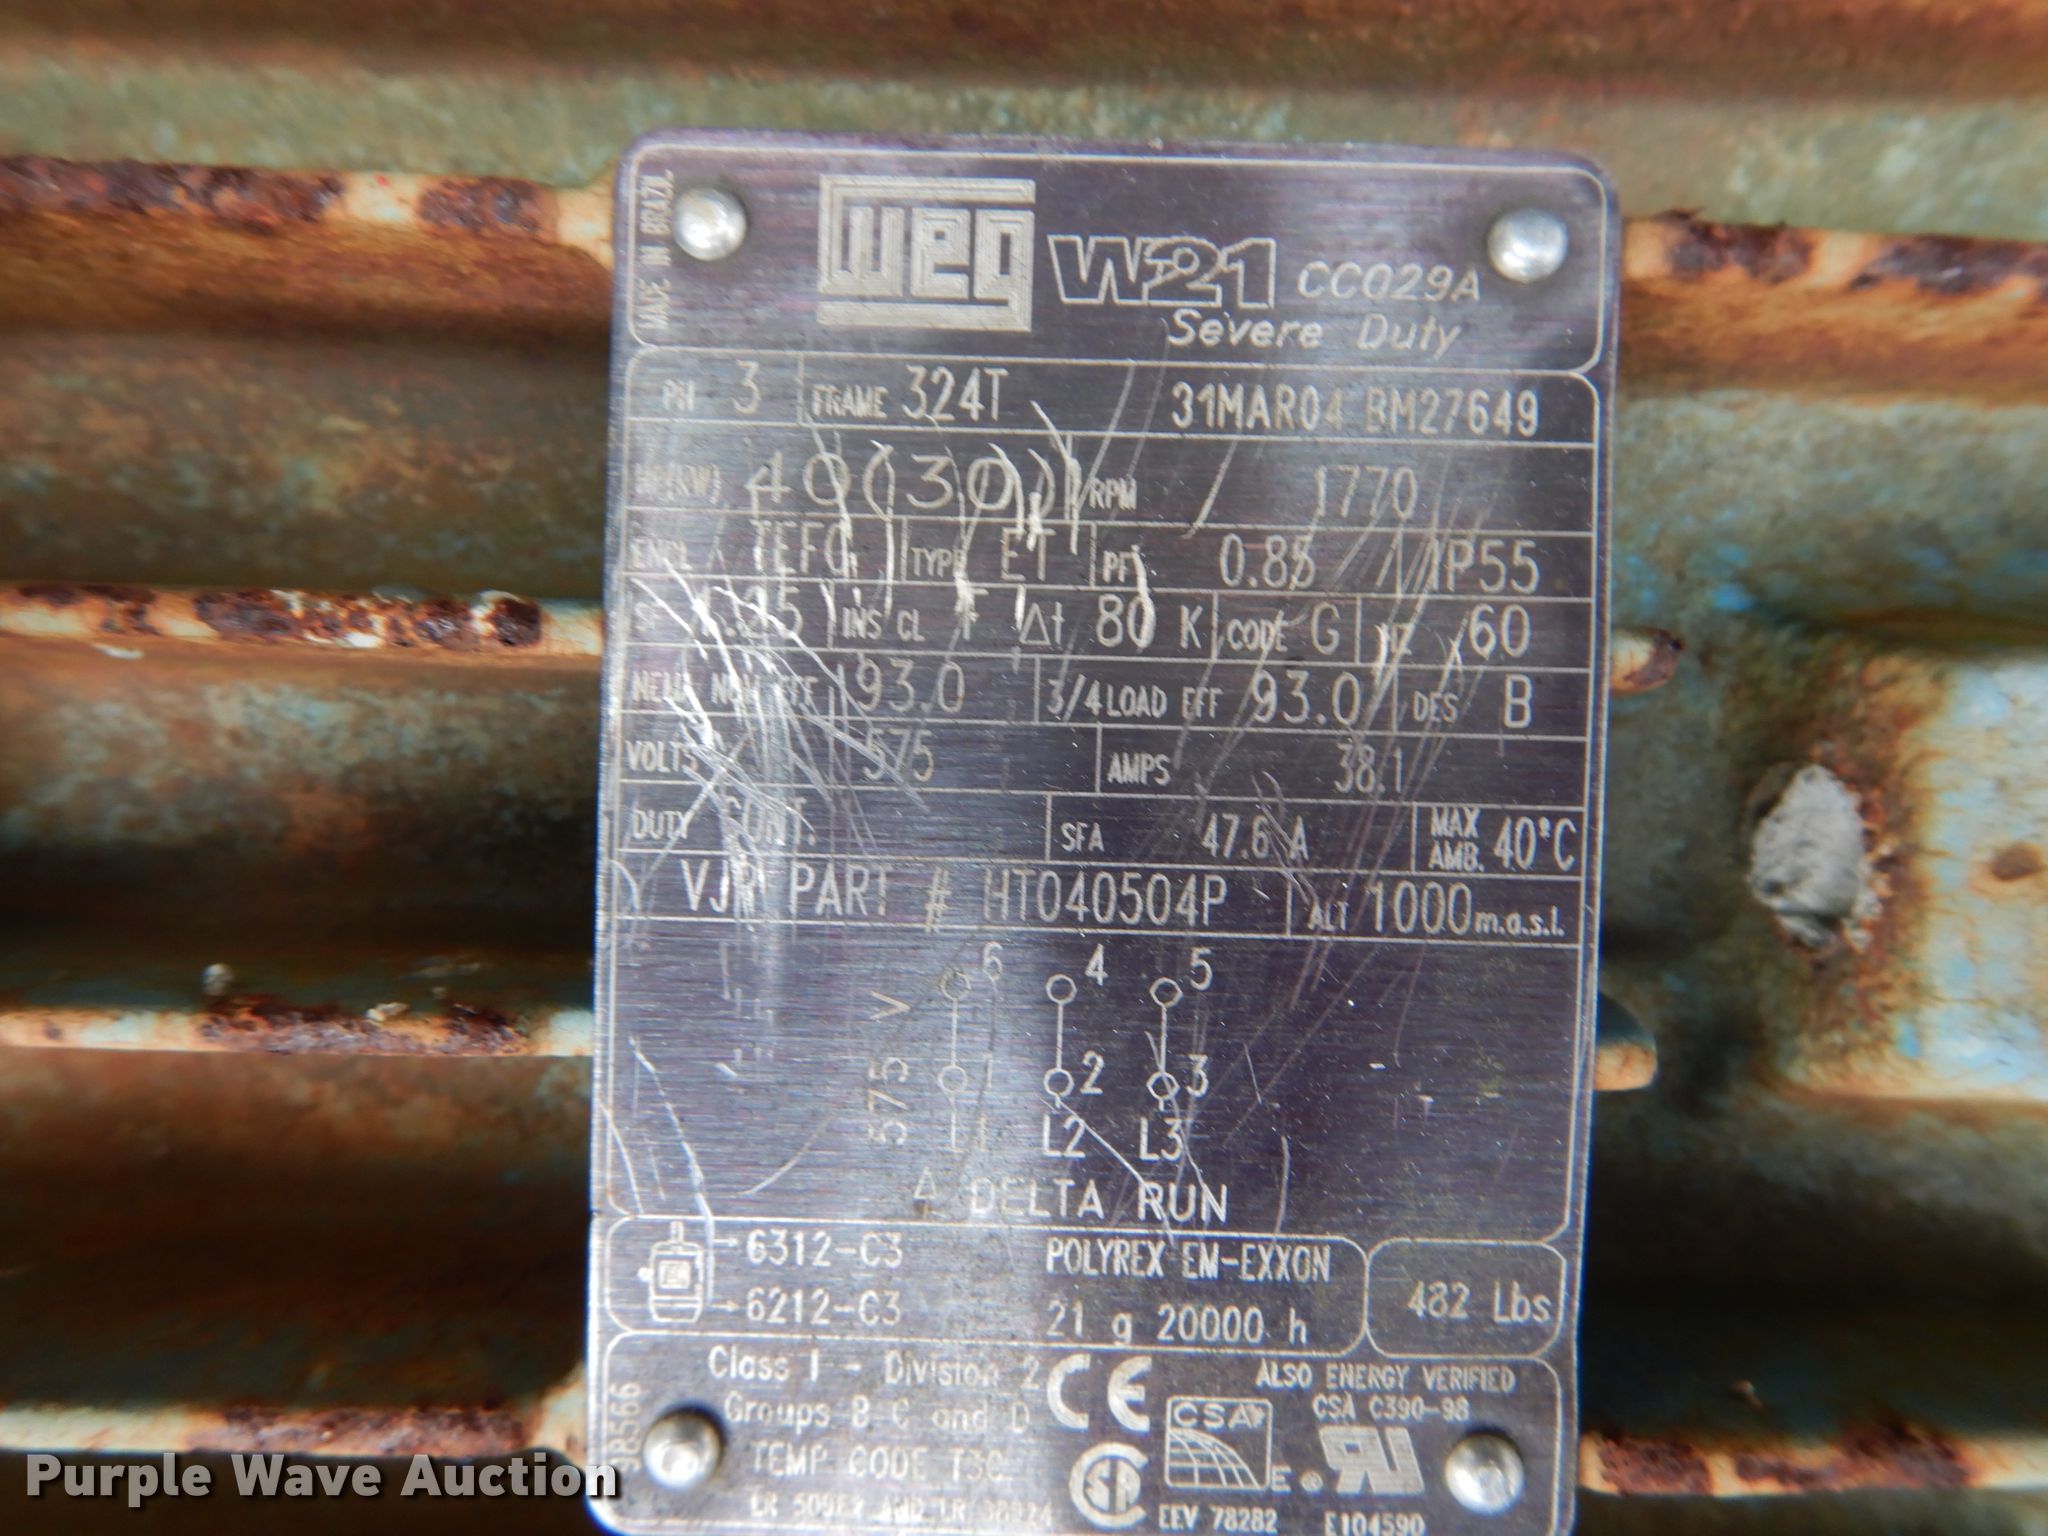 MADE IN BRAZIL
WEG W21 CC029A
Severe Duty
PH 3 FRAME 324T 31MAR04 BM27649
HP(KW) 40(30) RPM 1770
ENCL TEFC TYPE ET PF 0.85 IP55
SF 1.25 INS CL F Δt 80 K CODE G HZ 60
NEMA NOM EFF 93.0 3/4 LOAD EFF 93.0 DES B
VOLTS 575 AMPS 38.1
DUTY CONT. SFA 47.6 A MAX AMB. 40°C
VJR PART # HT040504P ALT 1000m.a.s.l.
6 4 5
575 V
1 2 3
L1 L2 L3
DELTA RUN
6312-C3 POLYREX EM-EXXON
6212-C3 21 g 20000 h
482 Lbs
Class I - Division 2
Groups B C and D
TEMP CODE T3C
CE
ALSO ENERGY VERIFIED
CSA C390-98
CSA
E
EEV 78282
E104590
98566
Purple Wave Auction